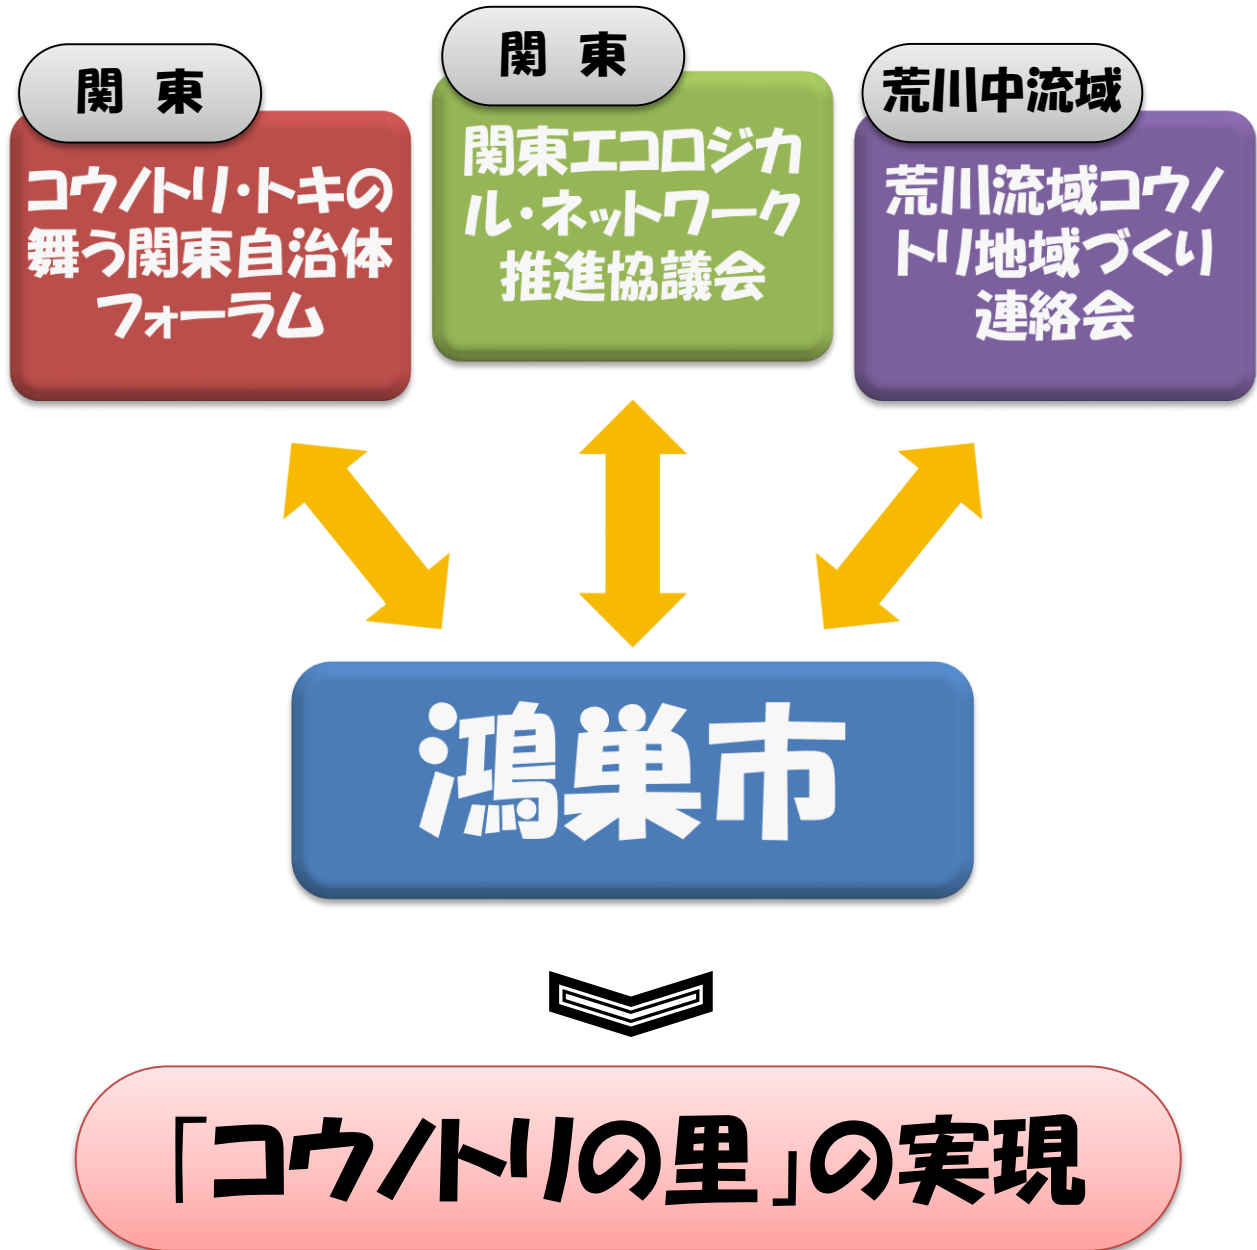 関東
コウノトリ・トキの
舞う関東自治体
フォーラム
関東
関東エコロジカ
ル・ネットワーク
推進協議会
荒川中流域
荒川流域コウノ
トリ地域づくり
連絡会
鴻巣市
「コウノトリの里」の実現